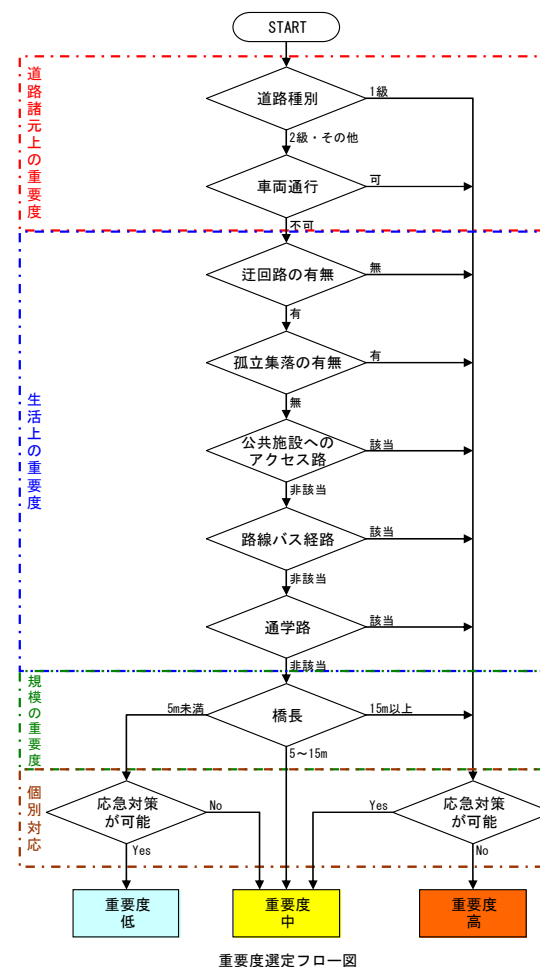 START
道路諸元上の重要度
道路種別
1級
2級・その他
車両通行
可
不可
生活上の重要度
迂回路の有無
無
有
孤立集落の有無
有
無
公共施設への
アクセス路
該当
非該当
路線バス経路
該当
非該当
通学路
該当
非該当
規模の重要度
橋長
5m未満
15m以上
5～15m
個別対応
応急対策
が可能
No
Yes
応急対策
が可能
Yes
No
重要度
低
重要度
中
重要度
高
重要度選定フロー図